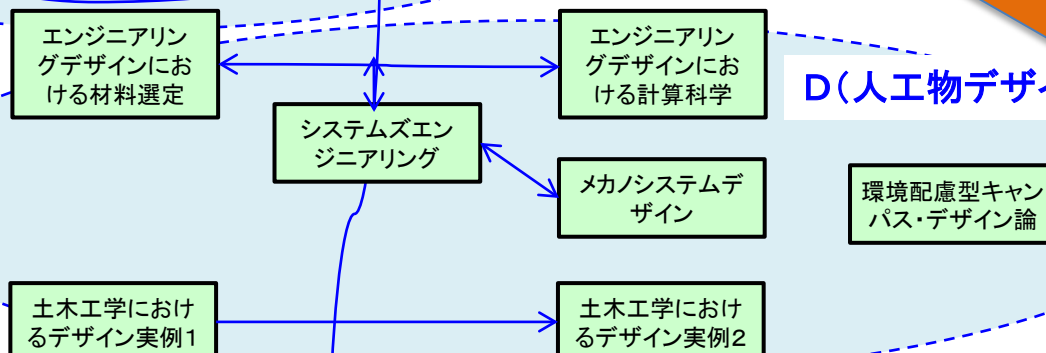 エンジニアリン
グデザインにお
ける材料選定
エンジニアリン
グデザインにお
ける計算科学
D(人工物デザ
システムズエン
ジニアリング
メカノシステムデ
ザイン
環境配慮型キャン
パス・デザイン論
土木工学におけ
るデザイン実例1
土木工学におけ
るデザイン実例2